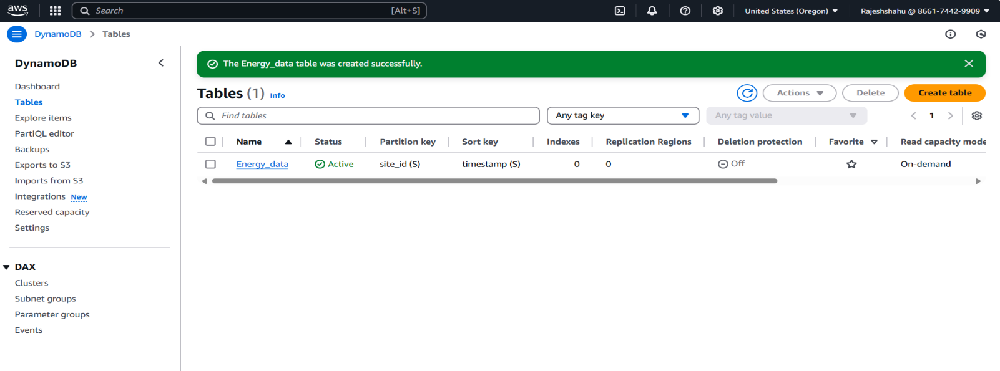 aws
Search [Alt+S]
United States (Oregon)
Rajeshshahu @ 8661-7442-9909
DynamoDB > Tables
DynamoDB
Dashboard
Tables
Explore items
PartiQL editor
Backups
Exports to S3
Imports from S3
Integrations New
Reserved capacity
Settings
DAX
Clusters
Subnet groups
Parameter groups
Events
The Energy_data table was created successfully.
Tables (1) Info
Actions
Delete
Create table
Find tables
Any tag key
Any tag value
1
Name Status Partition key Sort key Indexes Replication Regions Deletion protection Favorite Read capacity mode
Energy_data Active site_id (S) timestamp (S) 0 0 Off On-demand